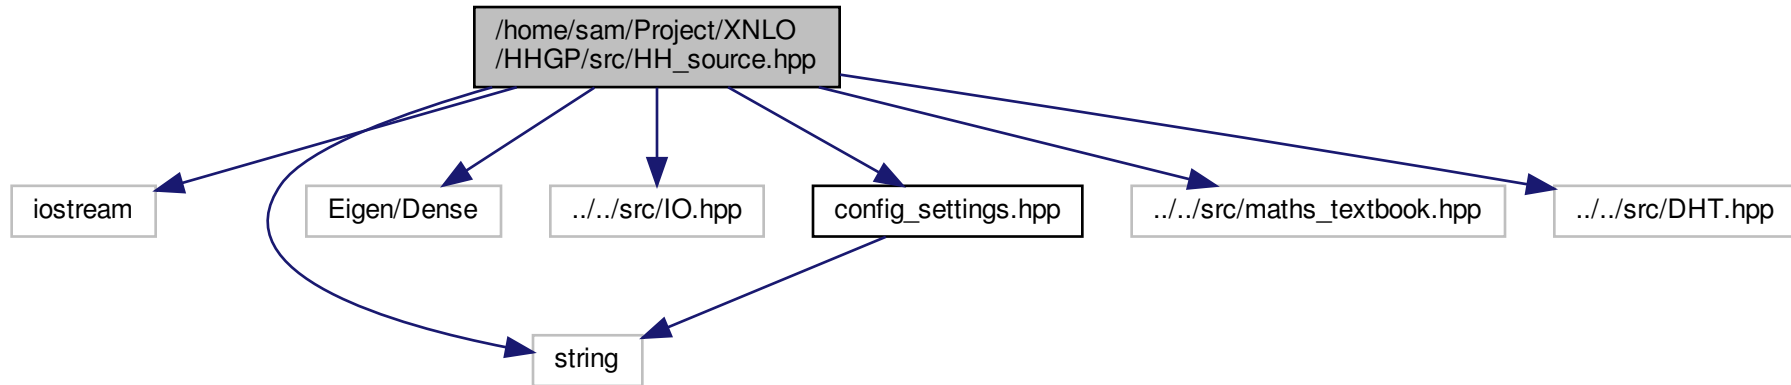 /home/sam/Project/XNLO
/HHGP/src/HH_source.hpp
iostream
Eigen/Dense
../../src/IO.hpp
config_settings.hpp
../../src/maths_textbook.hpp
../../src/DHT.hpp
string